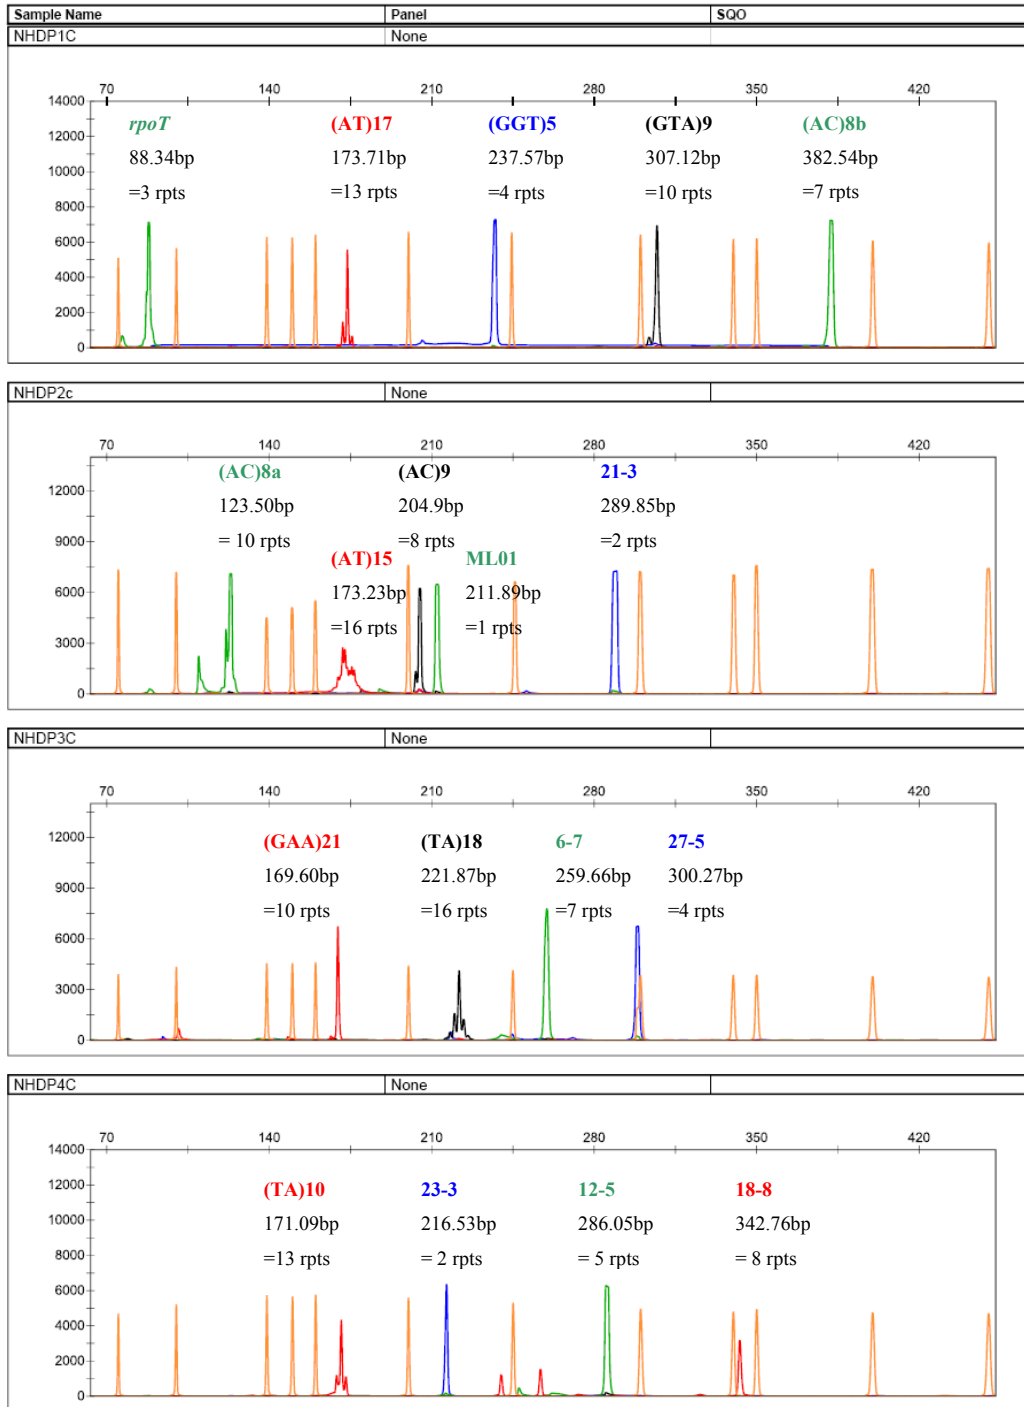 Sample Name Panel SQO
NHDP1C None
70 140 210 280 350 420
14000
12000
10000
8000
6000
4000
2000
0
rpoT (AT)17 (GGT)5 (GTA)9 (AC)8b
88.34bp 173.71bp 237.57bp 307.12bp 382.54bp
=3 rpts =13 rpts =4 rpts =10 rpts =7 rpts
NHDP2c None
70 140 210 280 350 420
12000
9000
6000
3000
0
(AC)8a (AC)9 21-3
123.50bp 204.9bp 289.85bp
= 10 rpts =8 rpts =2 rpts
(AT)15 ML01
173.23bp 211.89bp
=16 rpts =1 rpts
NHDP3C None
70 140 210 280 350 420
12000
9000
6000
3000
0
(GAA)21 (TA)18 6-7 27-5
169.60bp 221.87bp 259.66bp 300.27bp
=10 rpts =16 rpts =7 rpts =4 rpts
NHDP4C None
70 140 210 280 350 420
14000
12000
10000
8000
6000
4000
2000
0
(TA)10 23-3 12-5 18-8
171.09bp 216.53bp 286.05bp 342.76bp
=13 rpts = 2 rpts = 5 rpts = 8 rpts